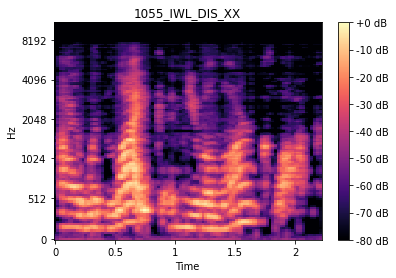 1055_IWL_DIS_XX
Hz
8192
4096
2048
1024
512
0
0
0.5
1
1.5
2
Time
+0 dB
-10 dB
-20 dB
-30 dB
-40 dB
-50 dB
-60 dB
-70 dB
-80 dB